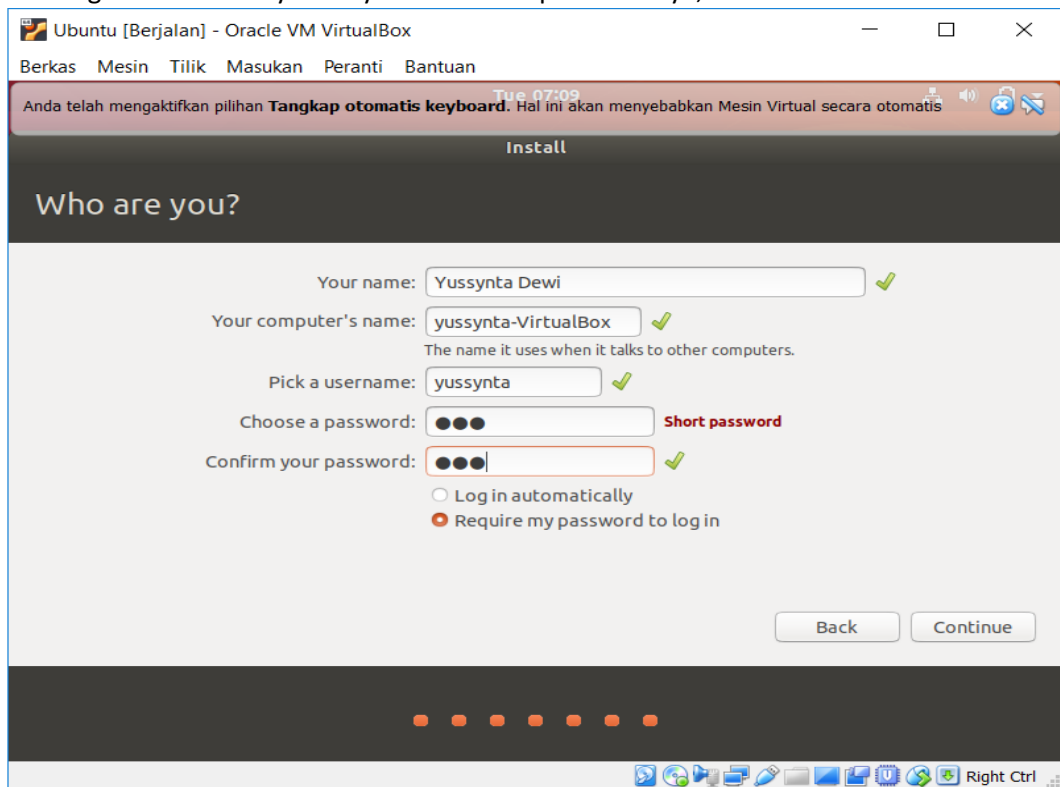 Ubuntu [Berjalan] - Oracle VM VirtualBox
Berkas Mesin Tilik Masukan Peranti Bantuan
Tue 07:09
Anda telah mengaktifkan pilihan Tangkap otomatis keyboard. Hal ini akan menyebabkan Mesin Virtual secara otomatis
Install
Who are you?
Your name: Yussynta Dewi
Your computer's name: yussynta-VirtualBox
The name it uses when it talks to other computers.
Pick a username: yussynta
Choose a password: ●●● Short password
Confirm your password: ●●●
Log in automatically
Require my password to log in
Back Continue
Right Ctrl